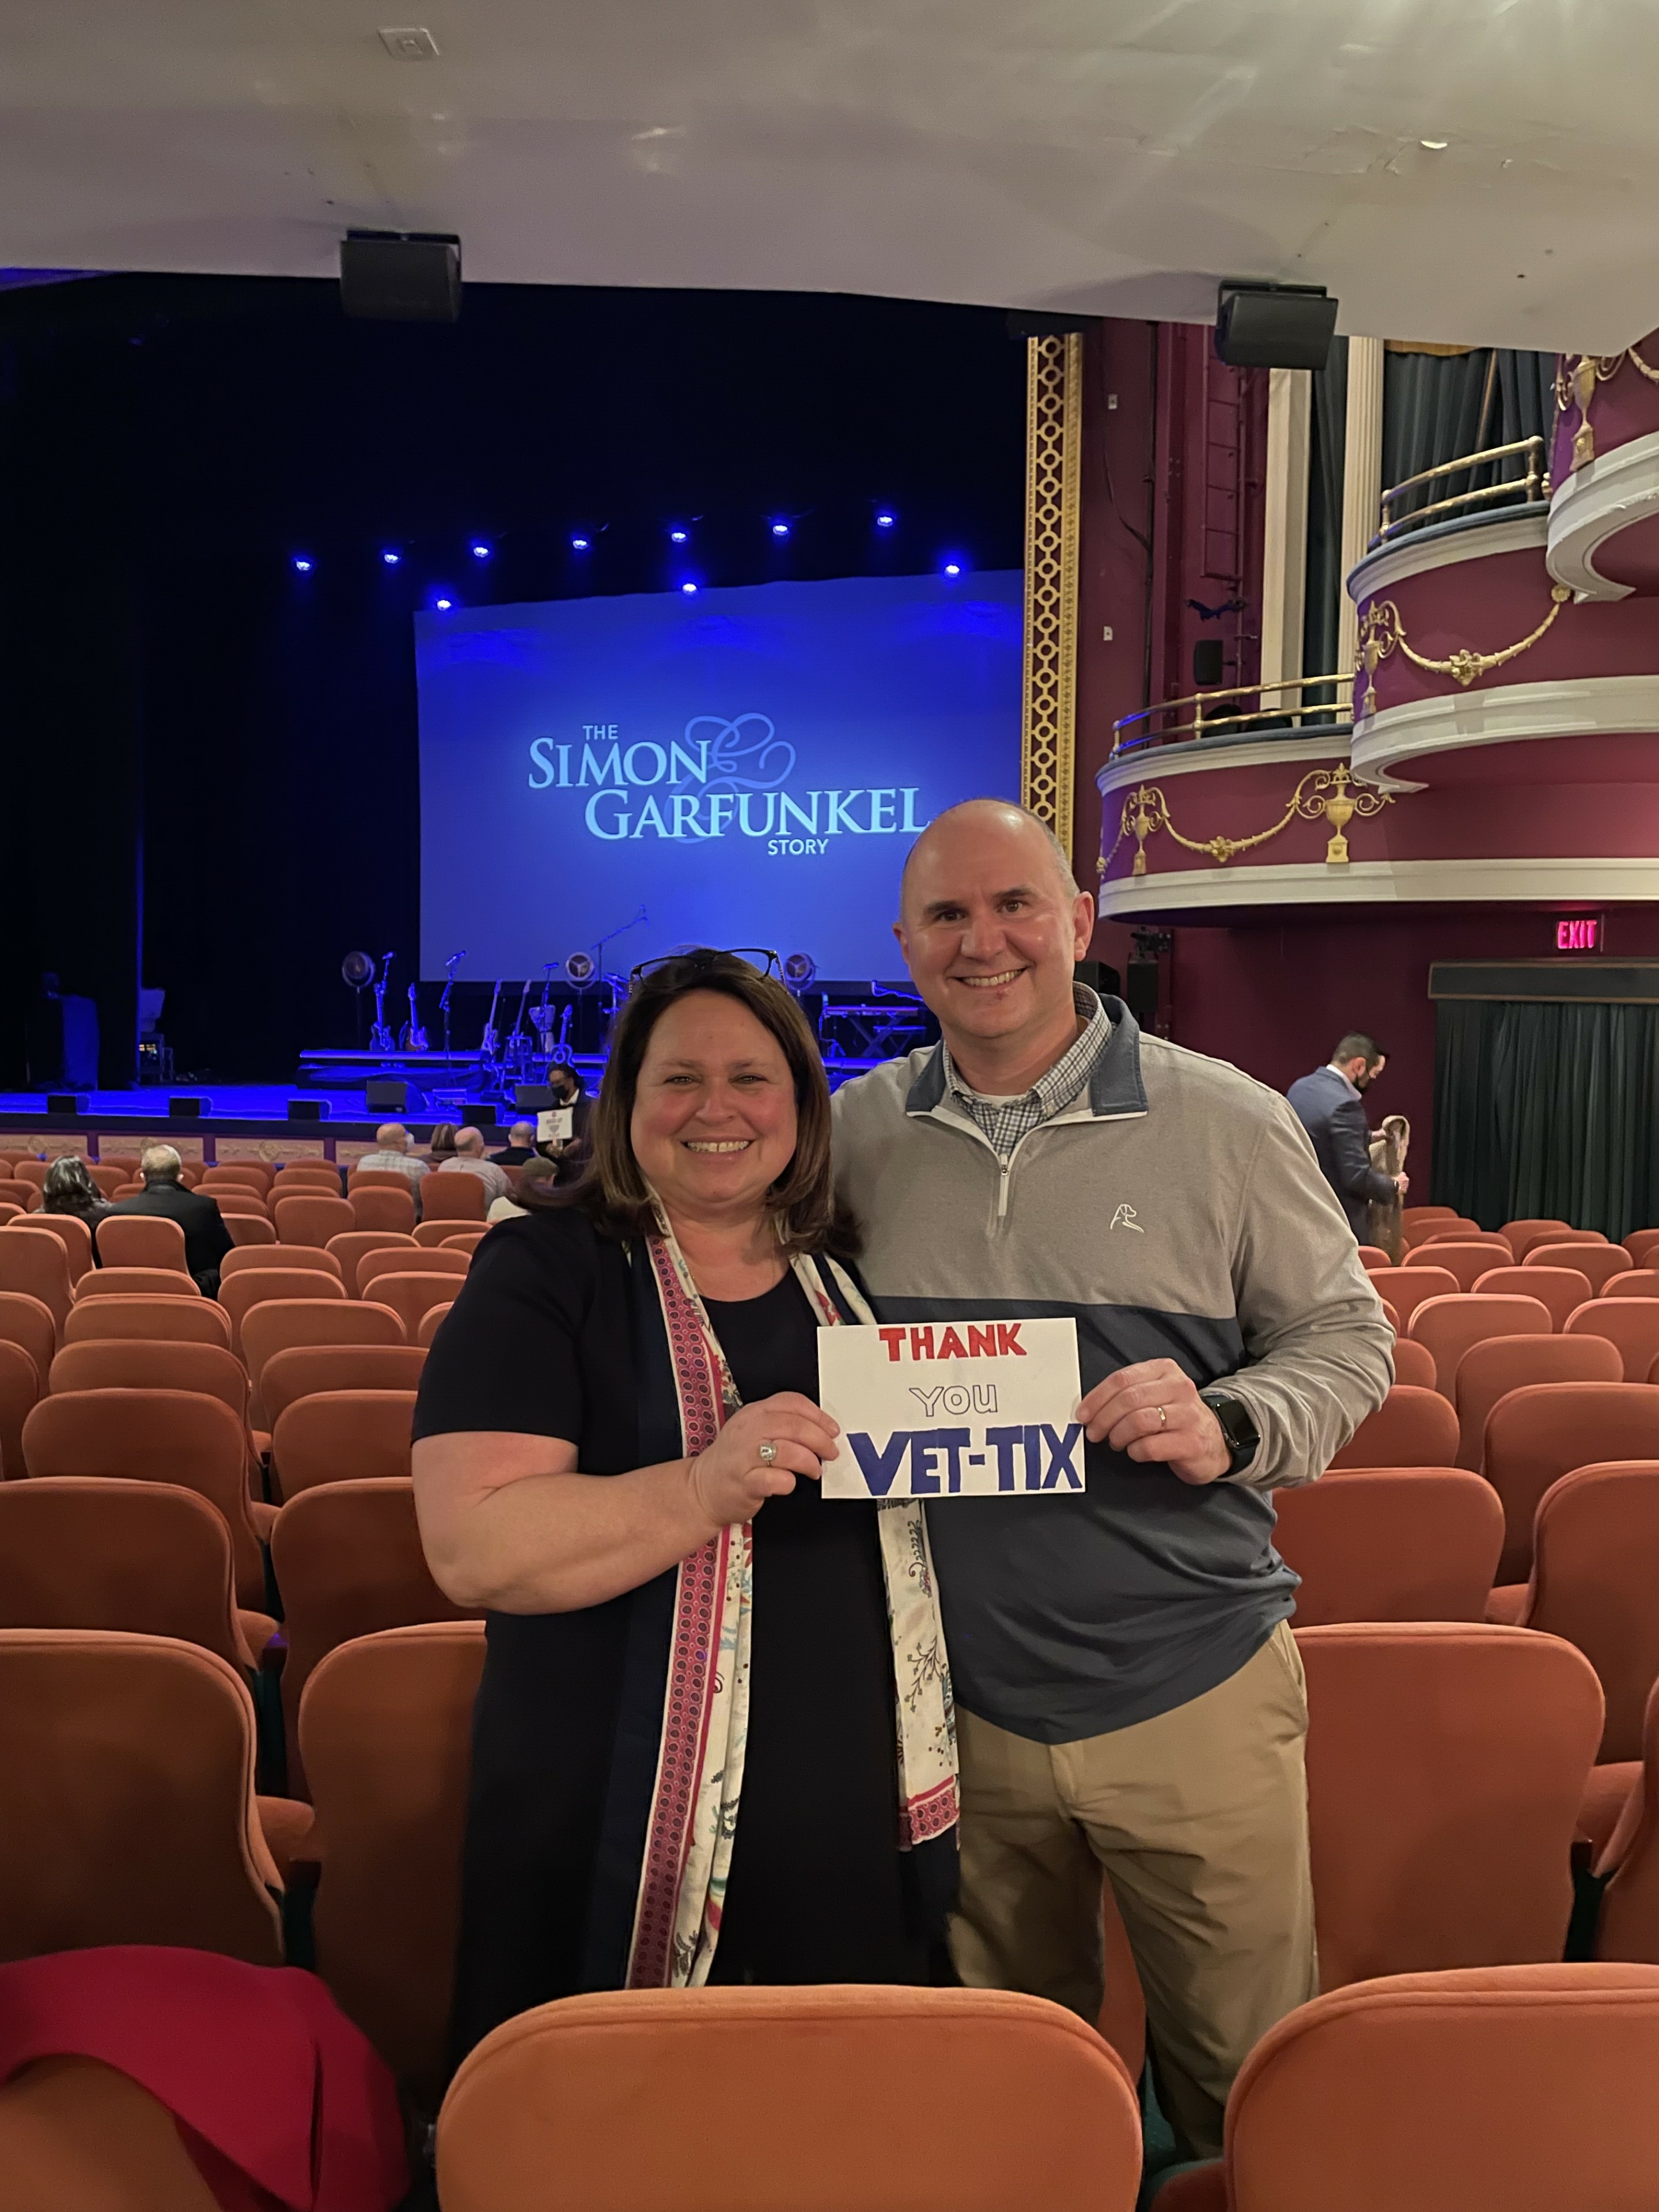 THE
SIMON &
GARFUNKEL
STORY
EXIT
THANK
YOU
VET-TIX